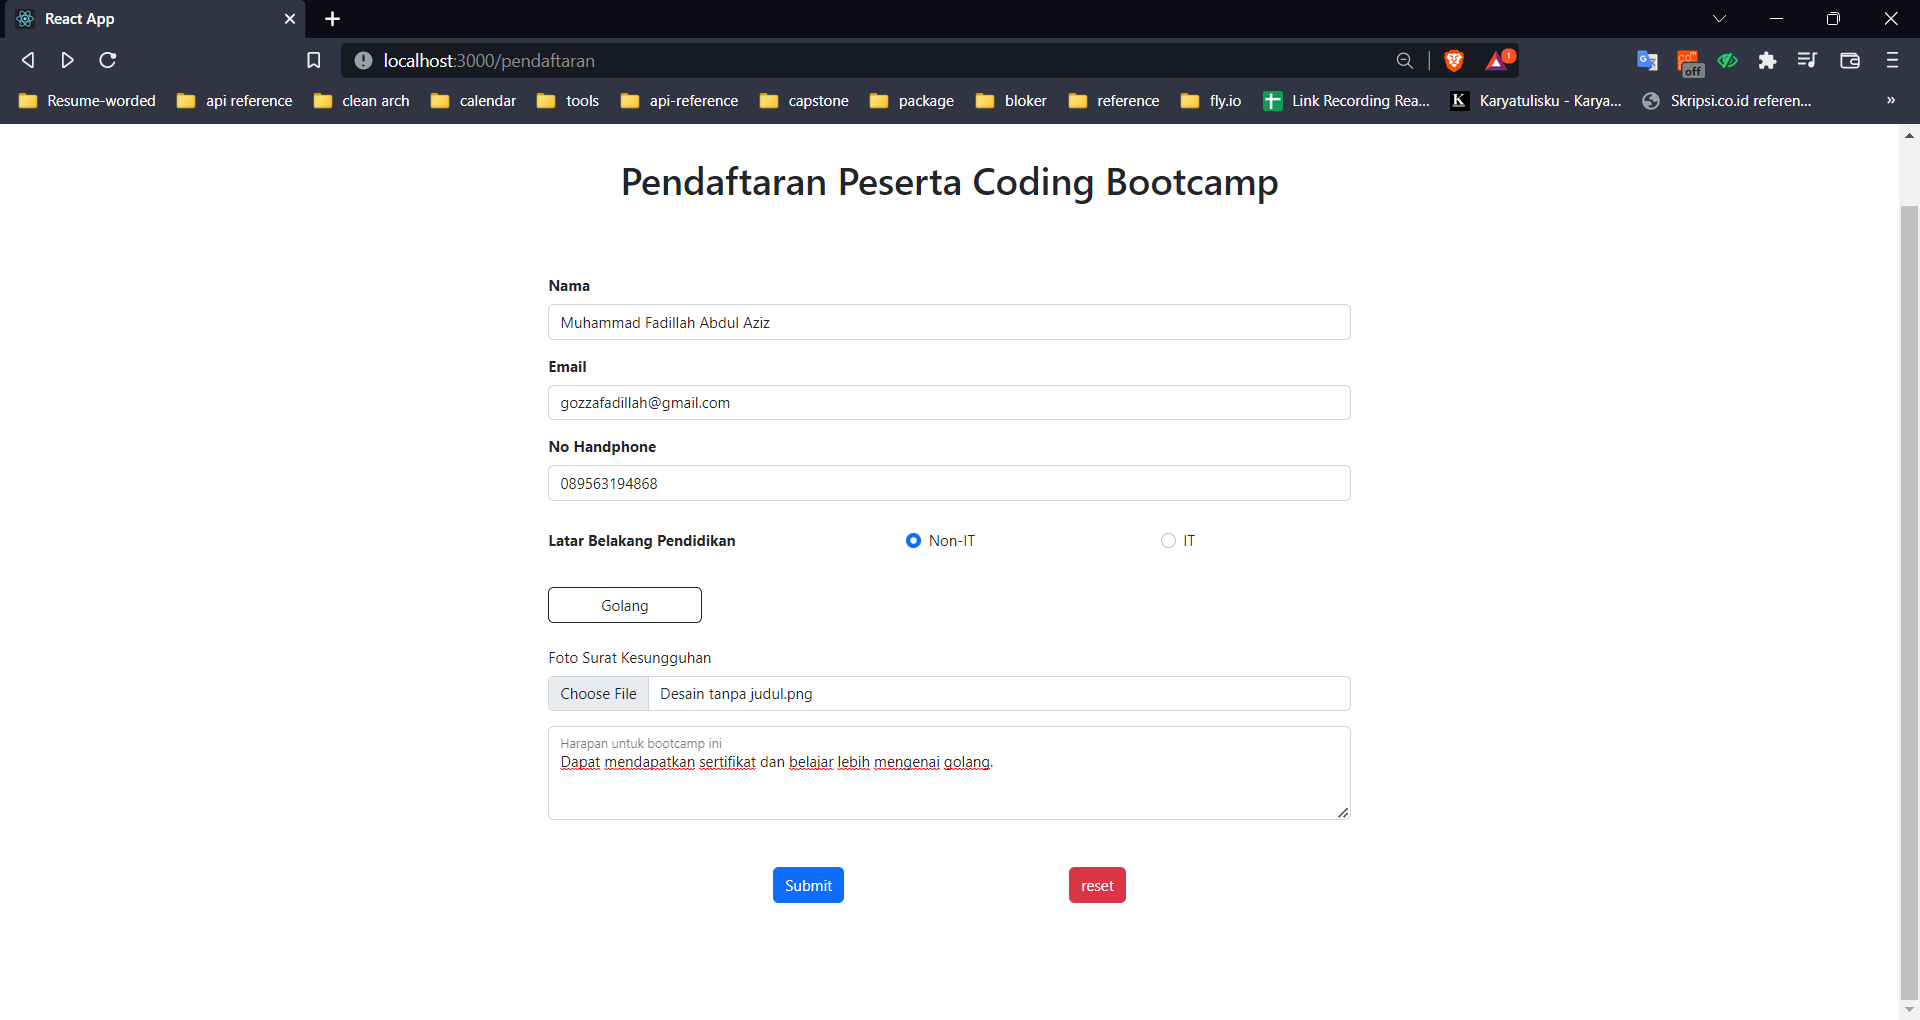 React App
localhost:3000/pendaftaran
1
off
Resume-worded api reference clean arch calendar tools api-reference capstone package bloker reference fly.io Link Recording Rea... K Karyatulisku - Karya... Skripsi.co.id referen... »
Pendaftaran Peserta Coding Bootcamp
Nama
Muhammad Fadillah Abdul Aziz
Email
gozzafadillah@gmail.com
No Handphone
089563194868
Latar Belakang Pendidikan Non-IT IT
Golang
Foto Surat Kesungguhan
Choose File Desain tanpa judul.png
Harapan untuk bootcamp ini
Dapat mendapatkan sertifikat dan belajar lebih mengenai golang.
Submit reset